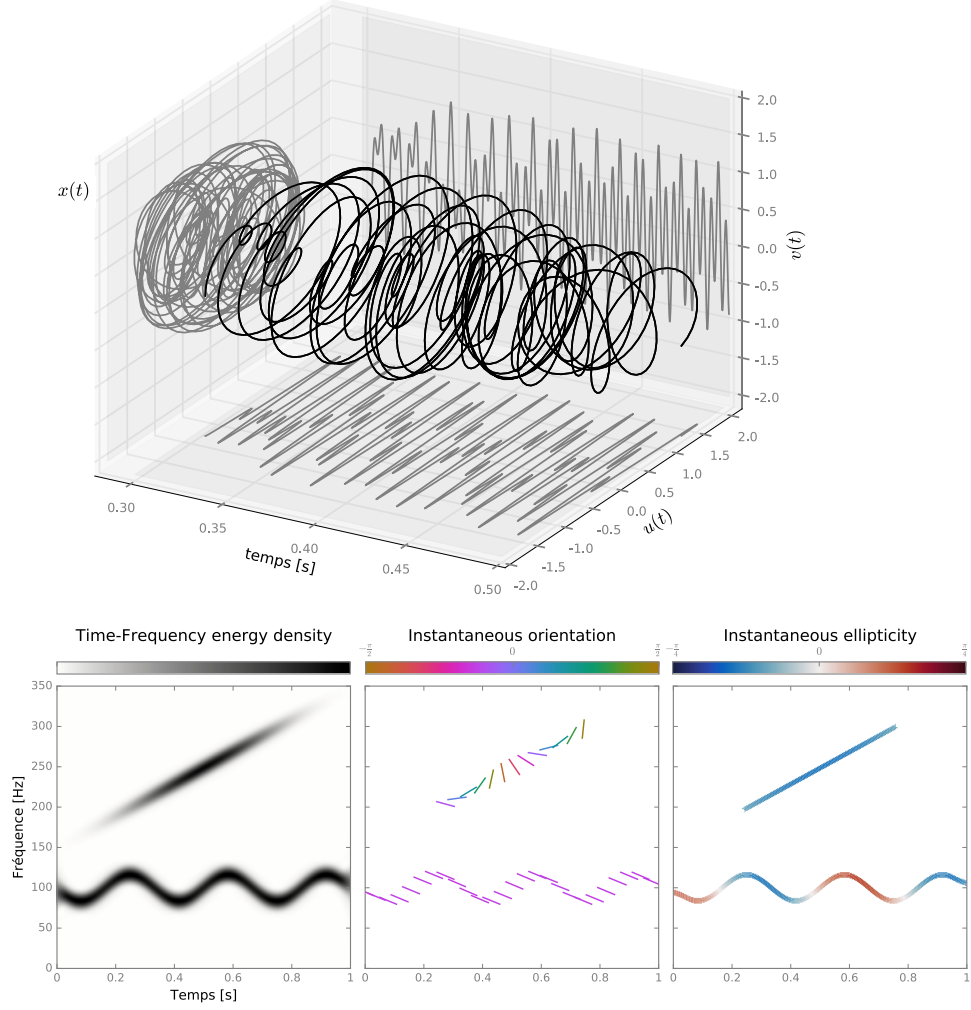 x(t)
2.0
1.5
1.0
0.5
0.0
-0.5
-1.0
-1.5
-2.0
v(t)
2.0
1.5
1.0
0.5
0.0
-0.5
-1.0
-1.5
-2.0
u(t)
0.30
0.35
0.40
0.45
0.50
temps [s]
Time-Frequency energy density
Instantaneous orientation
Instantaneous ellipticity
-π/2 0 π/2
-π/4 0 π/4
350
300
250
200
150
100
50
0
Fréquence [Hz]
0 0.2 0.4 0.6 0.8 1
0 0.2 0.4 0.6 0.8 1
0 0.2 0.4 0.6 0.8 1
Temps [s]